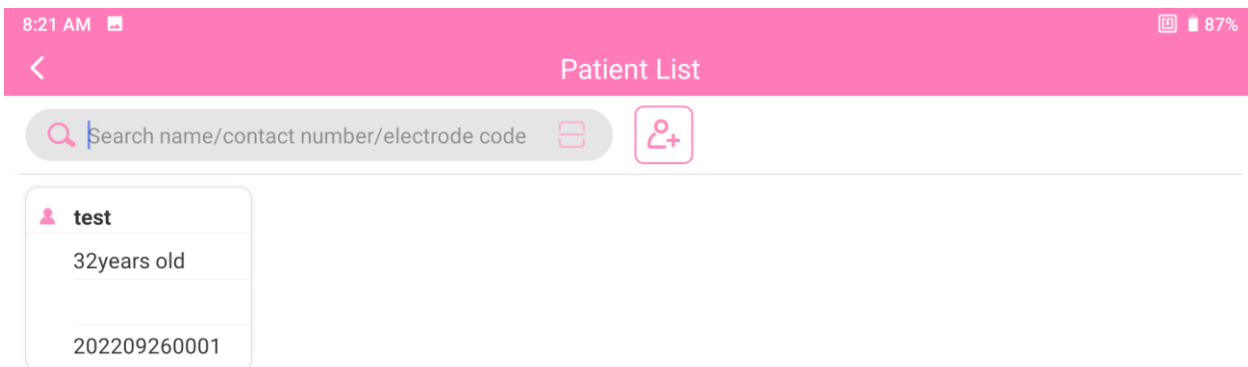 8:21 AM 87%
Patient List
Search name/contact number/electrode code
test
32years old
202209260001